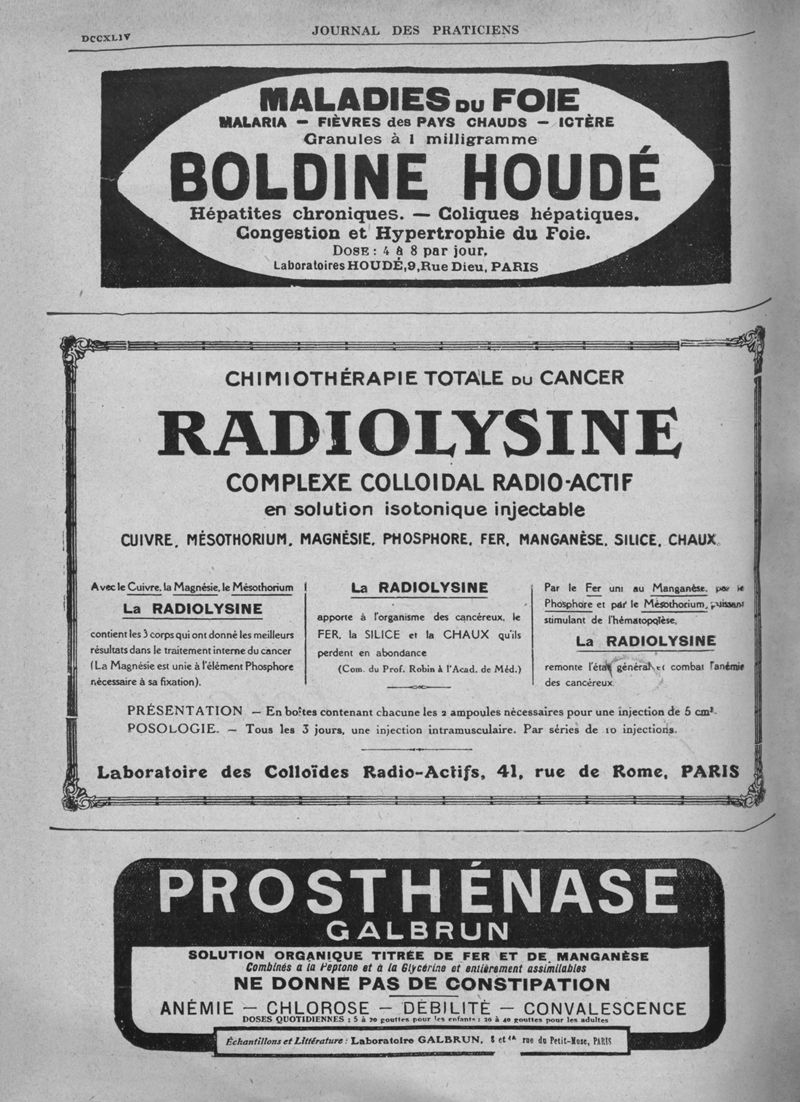 DCCXLIV
JOURNAL DES PRATICIENS
MALADIES DU FOIE
MALARIA — FIÈVRES des PAYS CHAUDS — ICTÈRE
Granules à 1 milligramme
BOLDINE HOUDÉ
Hépatites chroniques. — Coliques hépatiques.
Congestion et Hypertrophie du Foie.
DOSE : 4 à 8 par jour.
Laboratoires HOUDÉ, 9, Rue Dieu, PARIS
CHIMIOTHÉRAPIE TOTALE DU CANCER
RADIOLYSINE
COMPLEXE COLLOIDAL RADIO-ACTIF
en solution isotonique injectable
CUIVRE, MÉSOTHORIUM, MAGNÉSIE, PHOSPHORE, FER, MANGANÈSE, SILICE, CHAUX
Avec le Cuivre, la Magnésie, le Mésothorium
La RADIOLYSINE
contient les 3 corps qui ont donné les meilleurs
résultats dans le traitement interne du cancer
(La Magnésie est unie à l'élément Phosphore
nécessaire à sa fixation).
La RADIOLYSINE
apporte à l'organisme des cancéreux, le
FER, la SILICE et la CHAUX qu'ils
perdent en abondance
(Com. du Prof. Robin à l'Acad. de Méd.)
Par le Fer uni au Manganèse, par le
Phosphore et par le Mésothorium, puissant
stimulant de l'hématopoïèse,
La RADIOLYSINE
remonte l'état général et combat l'anémie
des cancéreux
PRÉSENTATION — En boîtes contenant chacune les 2 ampoules nécessaires pour une injection de 5 cm³.
POSOLOGIE. — Tous les 3 jours, une injection intramusculaire. Par séries de 10 injections.
Laboratoire des Colloïdes Radio-Actifs, 41, rue de Rome, PARIS
PROSTHÉNASE
GALBRUN
SOLUTION ORGANIQUE TITRÉE DE FER ET DE MANGANÈSE
Combinés a la Peptone et à la Glycérine et entièrement assimilables
NE DONNE PAS DE CONSTIPATION
ANÉMIE — CHLOROSE — DÉBILITÉ — CONVALESCENCE
DOSES QUOTIDIENNES : 5 à 20 gouttes pour les enfants ; 20 à 40 gouttes pour les adultes
Échantillons et Littérature : Laboratoire GALBRUN, 8 et rue du Petit-Musc, PARIS